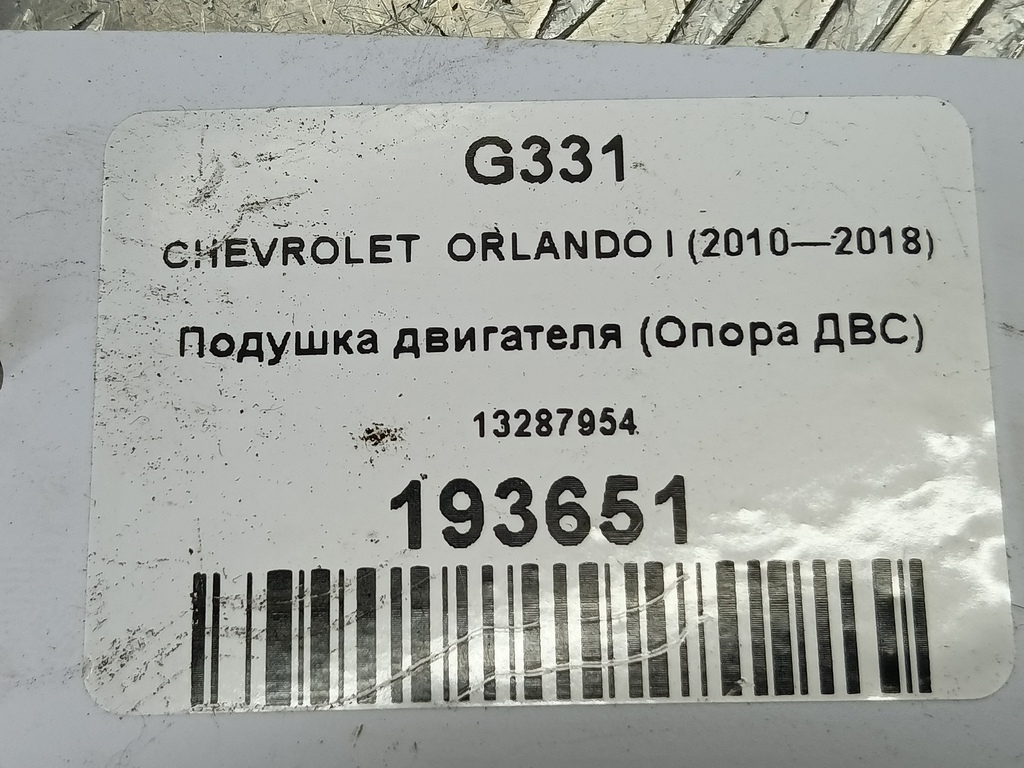 G331
CHEVROLET ORLANDO I (2010—2018)
Подушка двигателя (Опора ДВС)
13287954
193651